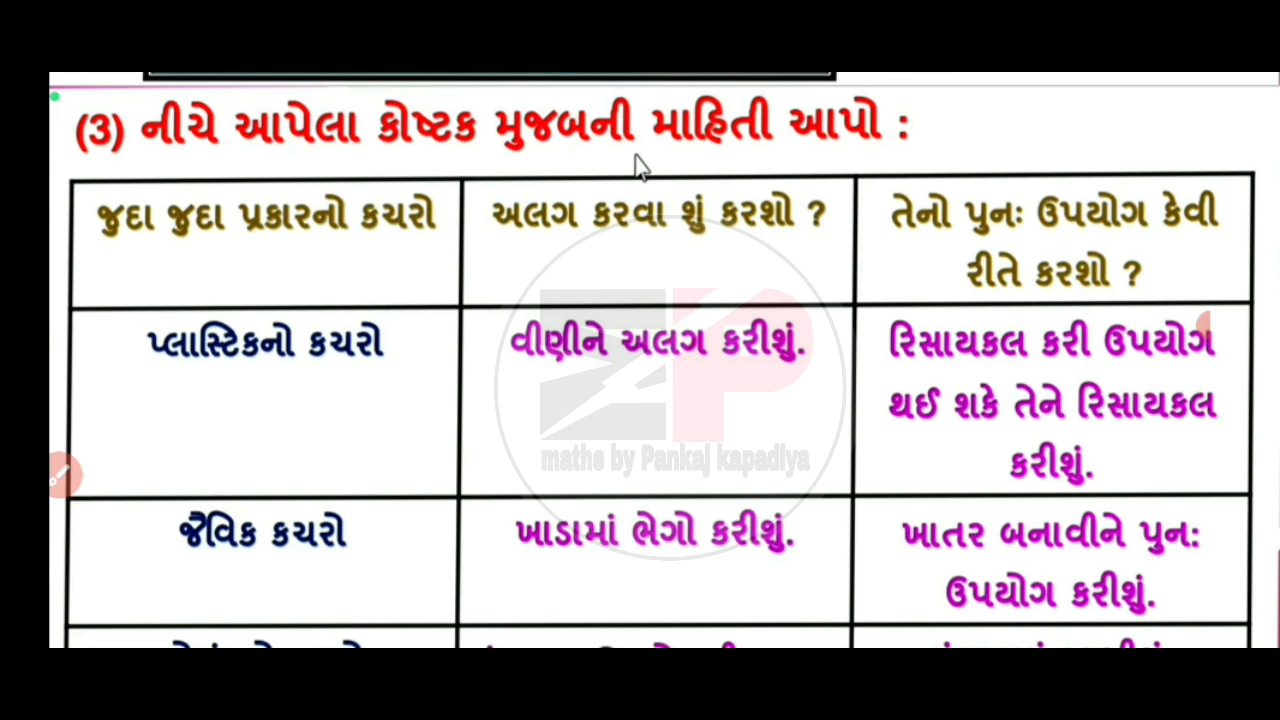 (3) નીચે આપેલા કોષ્ટક મુજબની માહિતી આપો :
જુદા જુદા પ્રકારનો કચરો
અલગ કરવા શું કરશો ?
તેનો પુનઃ ઉપયોગ કેવી
રીતે કરશો ?
પ્લાસ્ટિકનો કચરો
વીણીને અલગ કરીશું.
રિસાયકલ કરી ઉપયોગ
થઈ શકે તેને રિસાયકલ
કરીશું.
જૈવિક કચરો
ખાડામાં ભેગો કરીશું.
ખાતર બનાવીને પુનઃ
ઉપયોગ કરીશું.
maths by Pankaj kapadiya